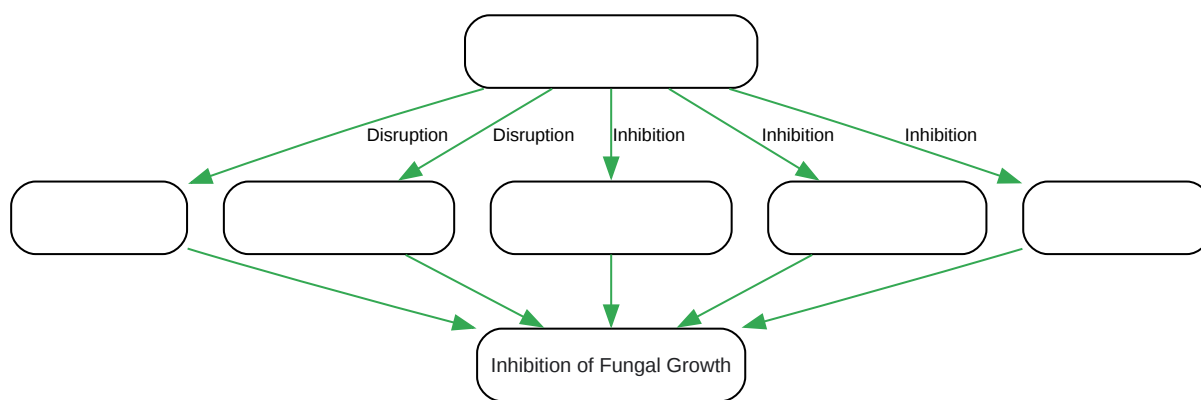 Disruption
Disruption
Inhibition
Inhibition
Inhibition
Inhibition of Fungal Growth